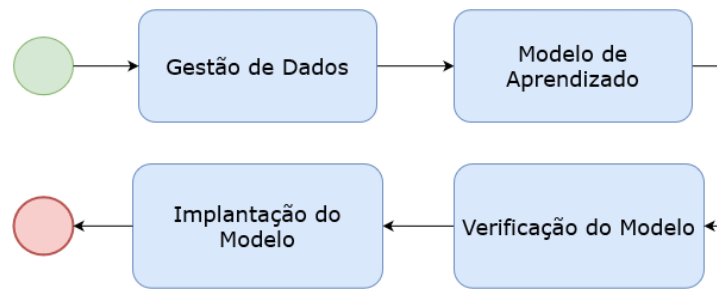 Gestão de Dados
Modelo de
Aprendizado
Implantação do
Modelo
Verificação do Modelo